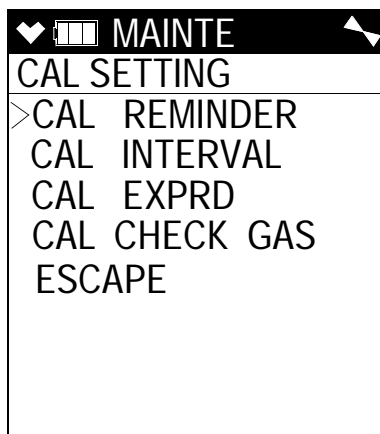 MAINTE
CAL SETTING
>CAL REMINDER
CAL INTERVAL
CAL EXPRD
CAL CHECK GAS
ESCAPE